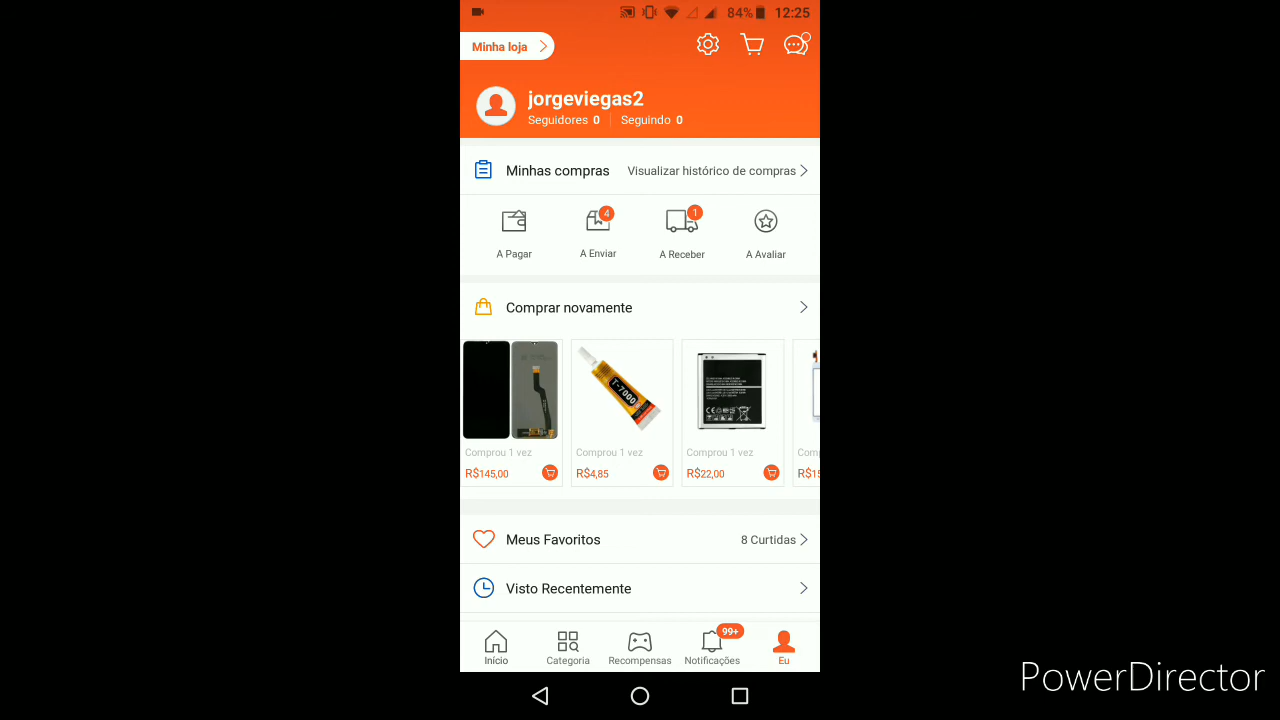 84% 12:25
Minha loja
jorgeviegas2
Seguidores 0 Seguindo 0
Minhas compras Visualizar histórico de compras
4 1
A Pagar A Enviar A Receber A Avaliar
Comprar novamente
T-7000
Comprou 1 vez Comprou 1 vez Comprou 1 vez
R$145,00 R$4,85 R$22,00
Meus Favoritos 8 Curtidas
Visto Recentemente
99+
Início Categoria Recompensas Notificações Eu
PowerDirector